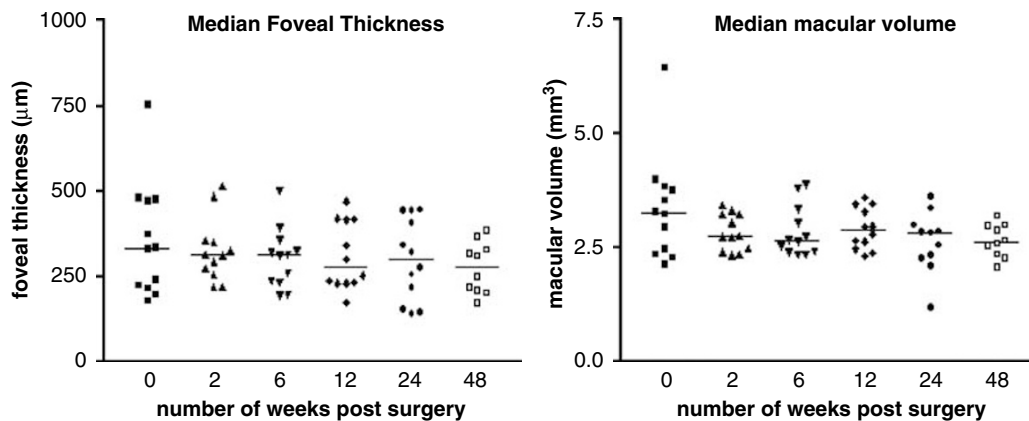 Median Foveal Thickness
1000
750
500
250
0
foveal thickness (μm)
0 2 6 12 24 48
number of weeks post surgery
Median macular volume
7.5
5.0
2.5
0.0
macular volume (mm³)
0 2 6 12 24 48
number of weeks post surgery